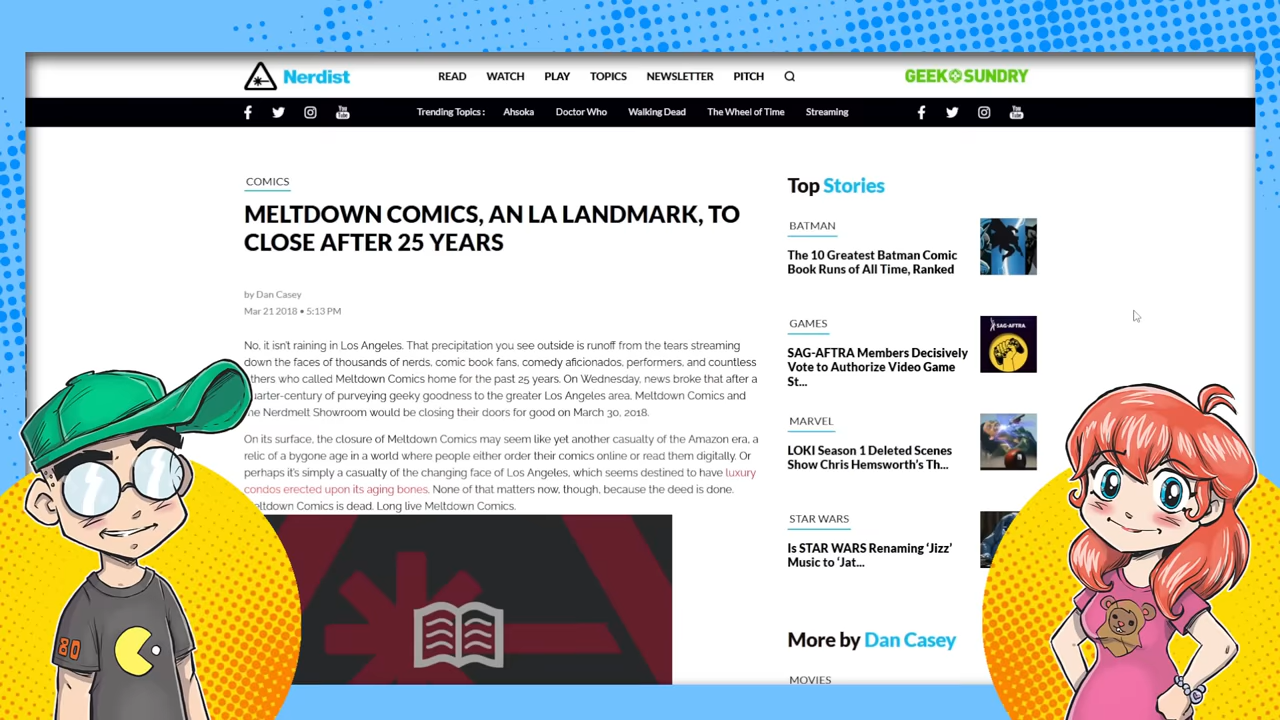 Nerdist
READ WATCH PLAY TOPICS NEWSLETTER PITCH
GEEK SUNDRY
Trending Topics : Ahsoka Doctor Who Walking Dead The Wheel of Time Streaming
COMICS
MELTDOWN COMICS, AN LA LANDMARK, TO
CLOSE AFTER 25 YEARS
by Dan Casey
Mar 21 2018 • 5:13 PM
No, it isn't raining in Los Angeles. That precipitation you see outside is runoff from the tears streaming
down the faces of thousands of nerds, comic book fans, comedy aficionados, performers, and countless
thers who called Meltdown Comics home for the past 25 years. On Wednesday, news broke that after a
uarter-century of purveying geeky goodness to the greater Los Angeles area, Meltdown Comics and
he Nerdmelt Showroom would be closing their doors for good on March 30, 2018.
On its surface, the closure of Meltdown Comics may seem like yet another casualty of the Amazon era, a
relic of a bygone age in a world where people either order their comics online or read them digitally. Or
perhaps it's simply a casualty of the changing face of Los Angeles, which seems destined to have luxury
condos erected upon its aging bones. None of that matters now, though, because the deed is done.
eltdown Comics is dead. Long live Meltdown Comics.
Top Stories
BATMAN
The 10 Greatest Batman Comic
Book Runs of All Time, Ranked
GAMES
SAG-AFTRA Members Decisively
Vote to Authorize Video Game
St...
SAG-AFTRA
MARVEL
LOKI Season 1 Deleted Scenes
Show Chris Hemsworth's Th...
STAR WARS
Is STAR WARS Renaming 'Jizz'
Music to 'Jat...
More by Dan Casey
MOVIES
80